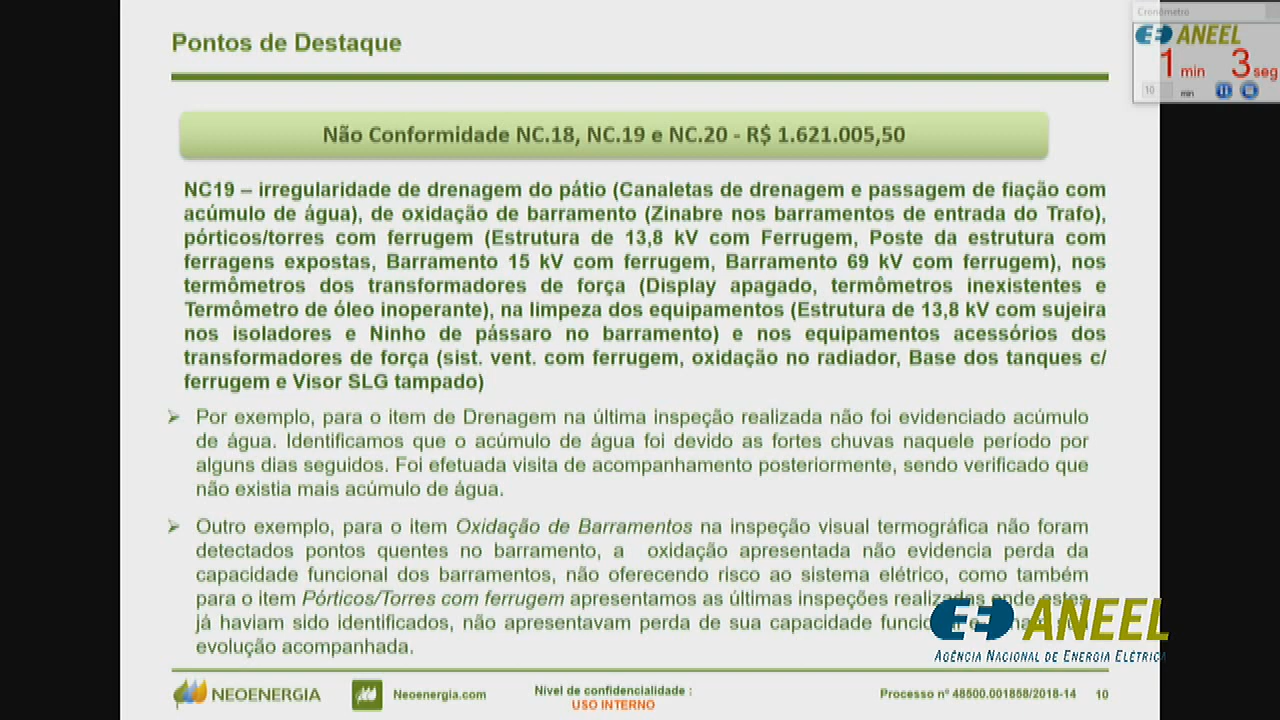 Pontos de Destaque
Cronômetro
ANEEL
1 min 3 seg
10 min
Não Conformidade NC.18, NC.19 e NC.20 - R$ 1.621.005,50
NC19 – irregularidade de drenagem do pátio (Canaletas de drenagem e passagem de fiação com
acúmulo de água), de oxidação de barramento (Zinabre nos barramentos de entrada do Trafo),
pórticos/torres com ferrugem (Estrutura de 13,8 kV com Ferrugem, Poste da estrutura com
ferragens expostas, Barramento 15 kV com ferrugem, Barramento 69 kV com ferrugem), nos
termômetros dos transformadores de força (Display apagado, termômetros inexistentes e
Termômetro de óleo inoperante), na limpeza dos equipamentos (Estrutura de 13,8 kV com sujeira
nos isoladores e Ninho de pássaro no barramento) e nos equipamentos acessórios dos
transformadores de força (sist. vent. com ferrugem, oxidação no radiador, Base dos tanques c/
ferrugem e Visor SLG tampado)
Por exemplo, para o item de Drenagem na última inspeção realizada não foi evidenciado acúmulo
de água. Identificamos que o acúmulo de água foi devido as fortes chuvas naquele período por
alguns dias seguidos. Foi efetuada visita de acompanhamento posteriormente, sendo verificado que
não existia mais acúmulo de água.
Outro exemplo, para o item Oxidação de Barramentos na inspeção visual termográfica não foram
detectados pontos quentes no barramento, a oxidação apresentada não evidencia perda da
capacidade funcional dos barramentos, não oferecendo risco ao sistema elétrico, como também
para o item Pórticos/Torres com ferrugem apresentamos as últimas inspeções realizadas onde estes
já haviam sido identificados, não apresentavam perda de sua capacidade
evolução acompanhada.
ANEEL
AGÊNCIA NACIONAL DE ENERGIA ELÉTRICA
NEOENERGIA
Neoenergia.com
Nível de confidencialidade :
USO INTERNO
Processo nº 48500.001858/2018-14 10